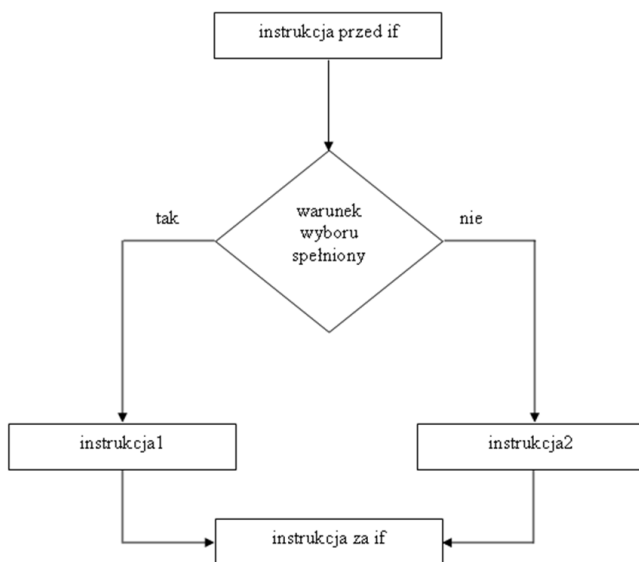 instrukcja przed if
tak
warunek
wyboru
spełniony
nie
instrukcja1
instrukcja2
instrukcja za if